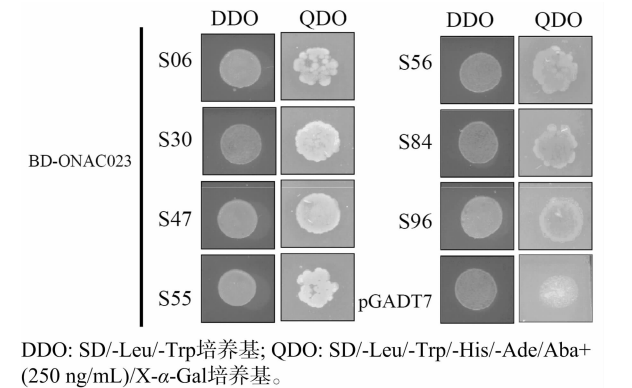 DDO QDO DDO QDO
S06 S56
S30 S84
BD-ONAC023
S47 S96
S55 pGADT7
DDO: SD/-Leu/-Trp培养基; QDO: SD/-Leu/-Trp/-His/-Ade/Aba+
(250 ng/mL)/X-α-Gal培养基。